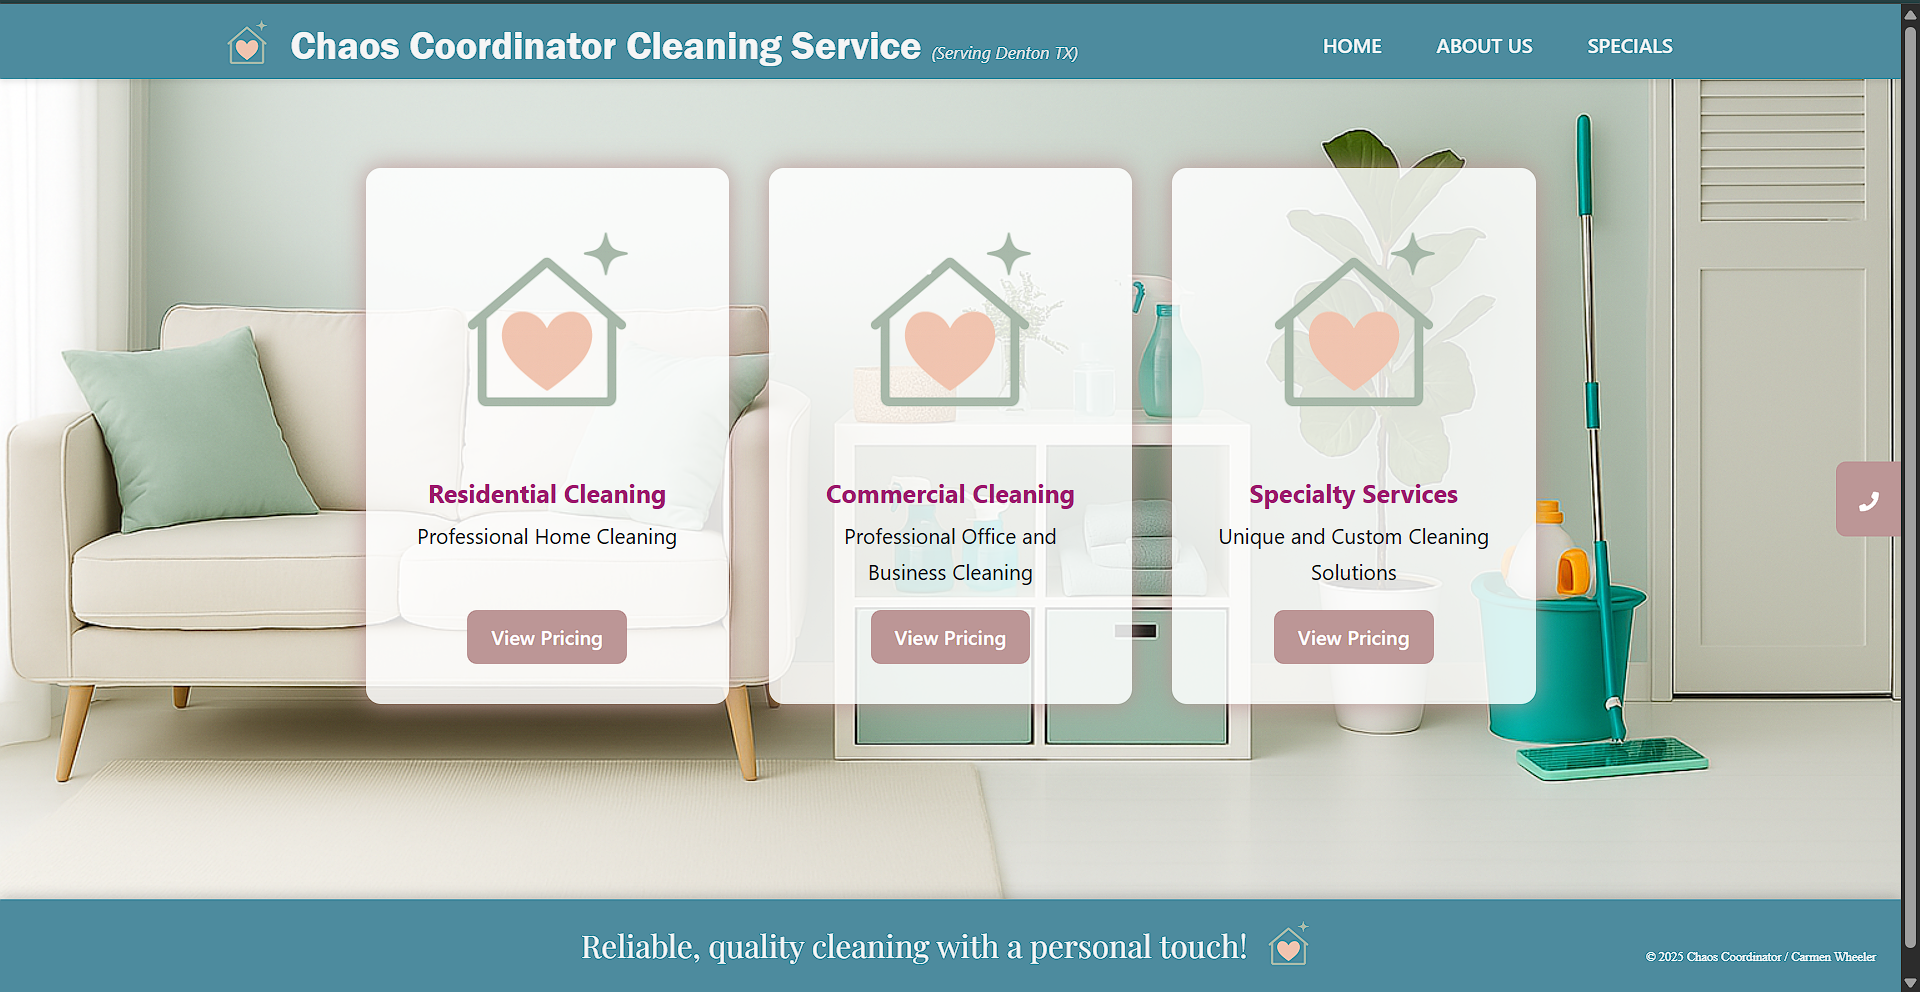 Chaos Coordinator Cleaning Service (Serving Denton TX)
HOME ABOUT US SPECIALS
Residential Cleaning
Professional Home Cleaning
View Pricing
Commercial Cleaning
Professional Office and
Business Cleaning
View Pricing
Specialty Services
Unique and Custom Cleaning
Solutions
View Pricing
Reliable, quality cleaning with a personal touch!
© 2025 Chaos Coordinator / Carmen Wheeler